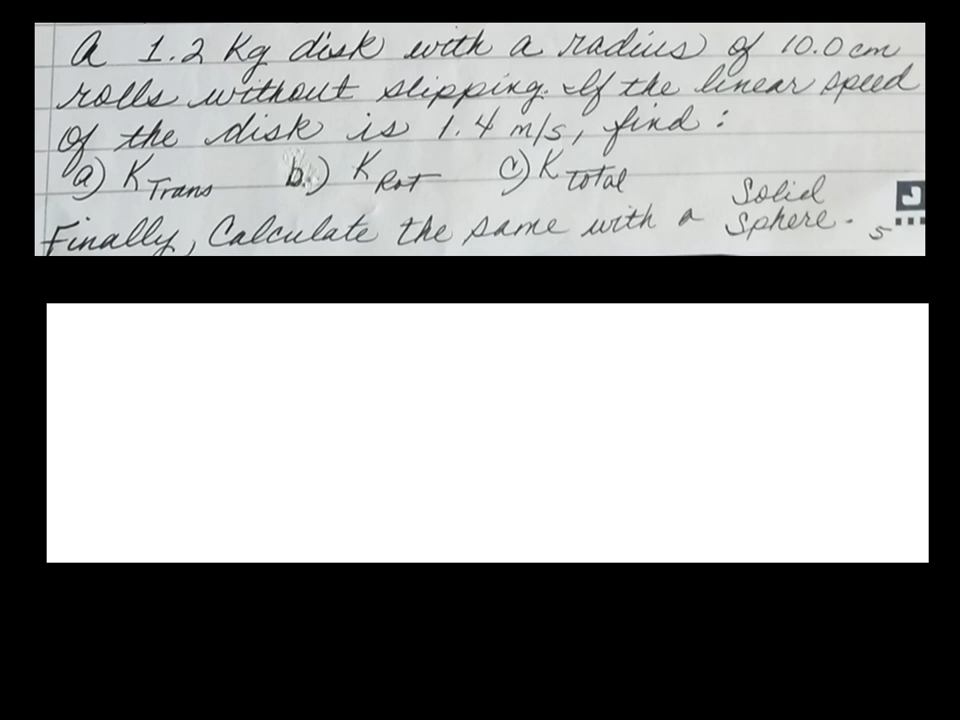 A 1.2 Kg disk with a radius of 10.0 cm
rolls without slipping. If the linear speed
of the disk is 1.4 m/s, find :
a) K Trans b.) K Rot c) K total
Finally, Calculate the same with a Solid Sphere.
5